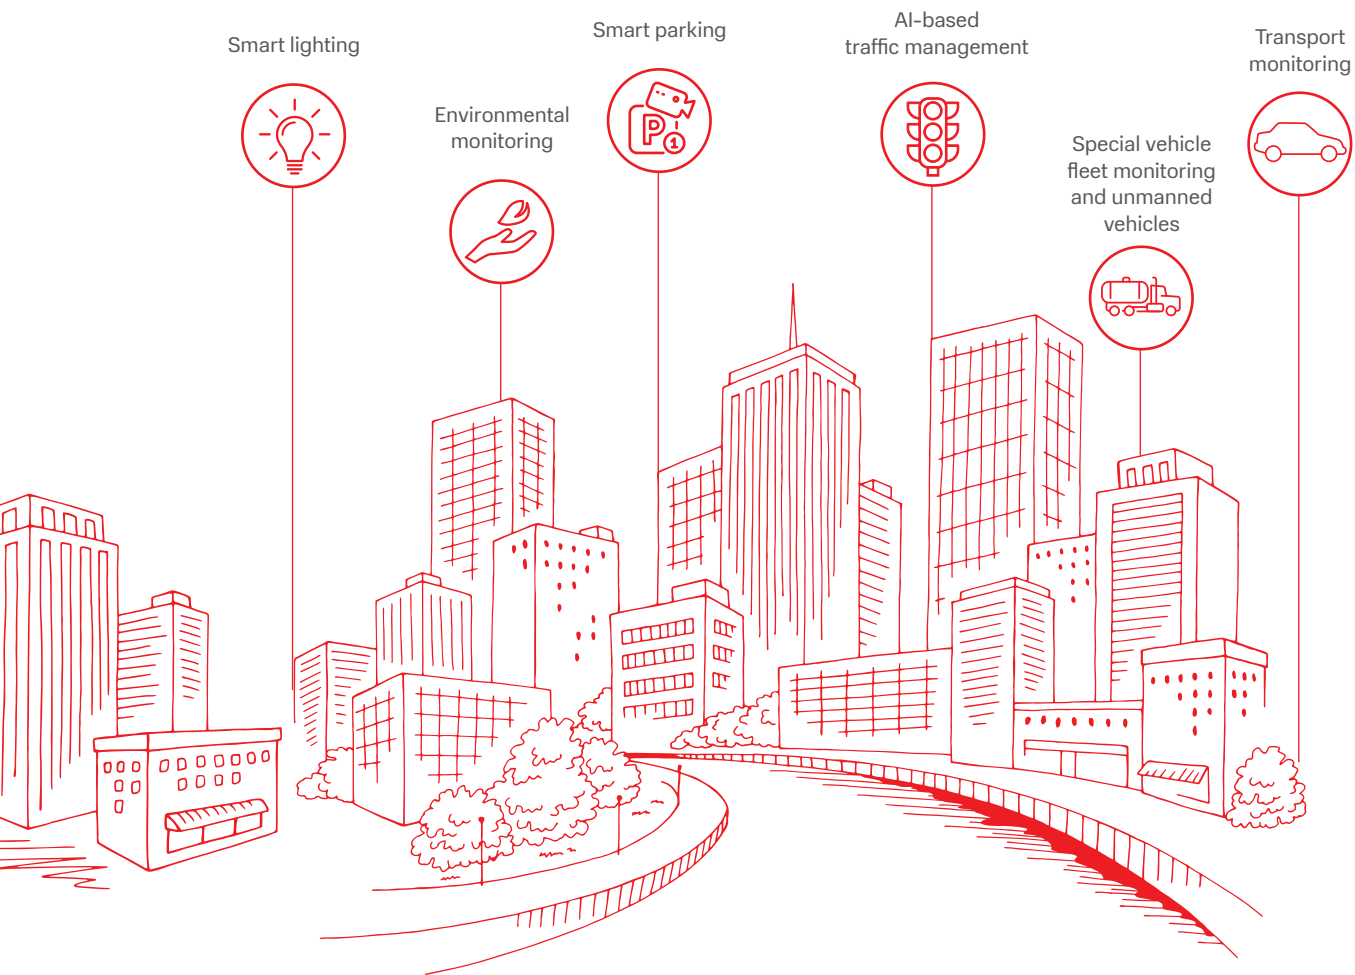 Smart lighting
Environmental
monitoring
Smart parking
P
1
AI-based
traffic management
Special vehicle
fleet monitoring
and unmanned
vehicles
Transport
monitoring